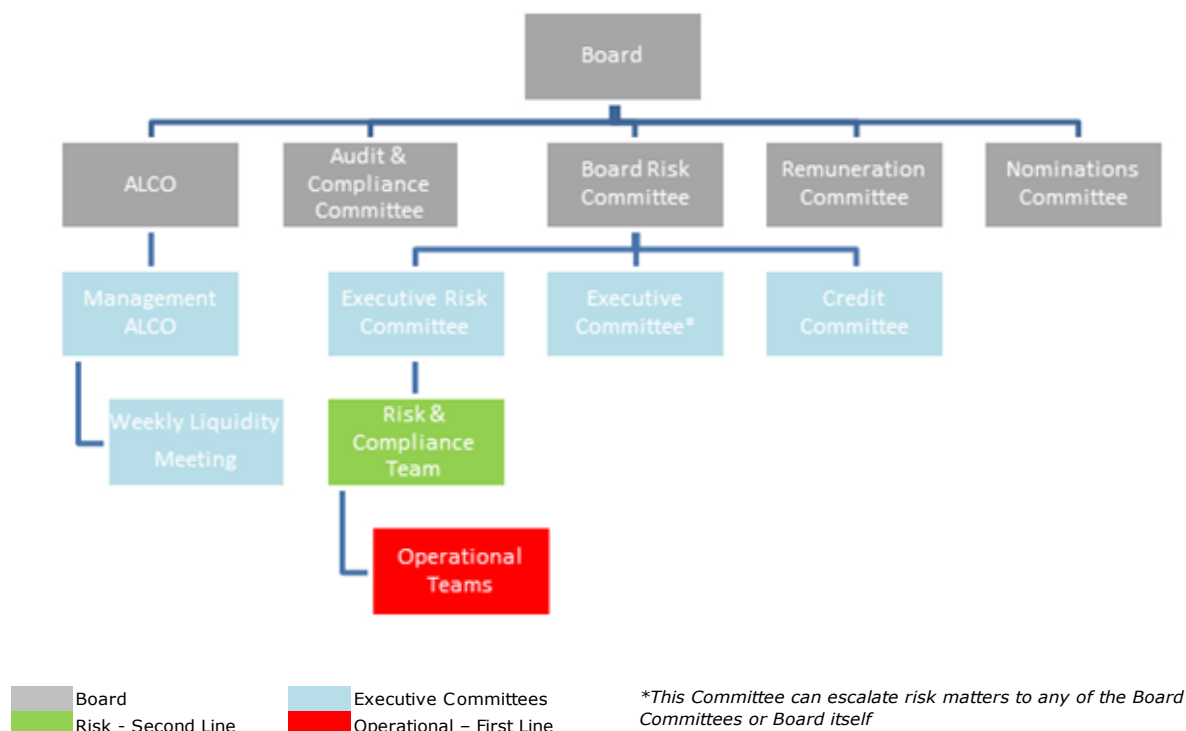 Board
ALCO
Audit &
Compliance
Committee
Board Risk
Committee
Remuneration
Committee
Nominations
Committee
Management
ALCO
Executive Risk
Committee
Executive
Committee*
Credit
Committee
Weekly Liquidity
Meeting
Risk &
Compliance
Team
Operational
Teams
Board
Executive Committees
Risk - Second Line
Operational – First Line
*This Committee can escalate risk matters to any of the Board
Committees or Board itself